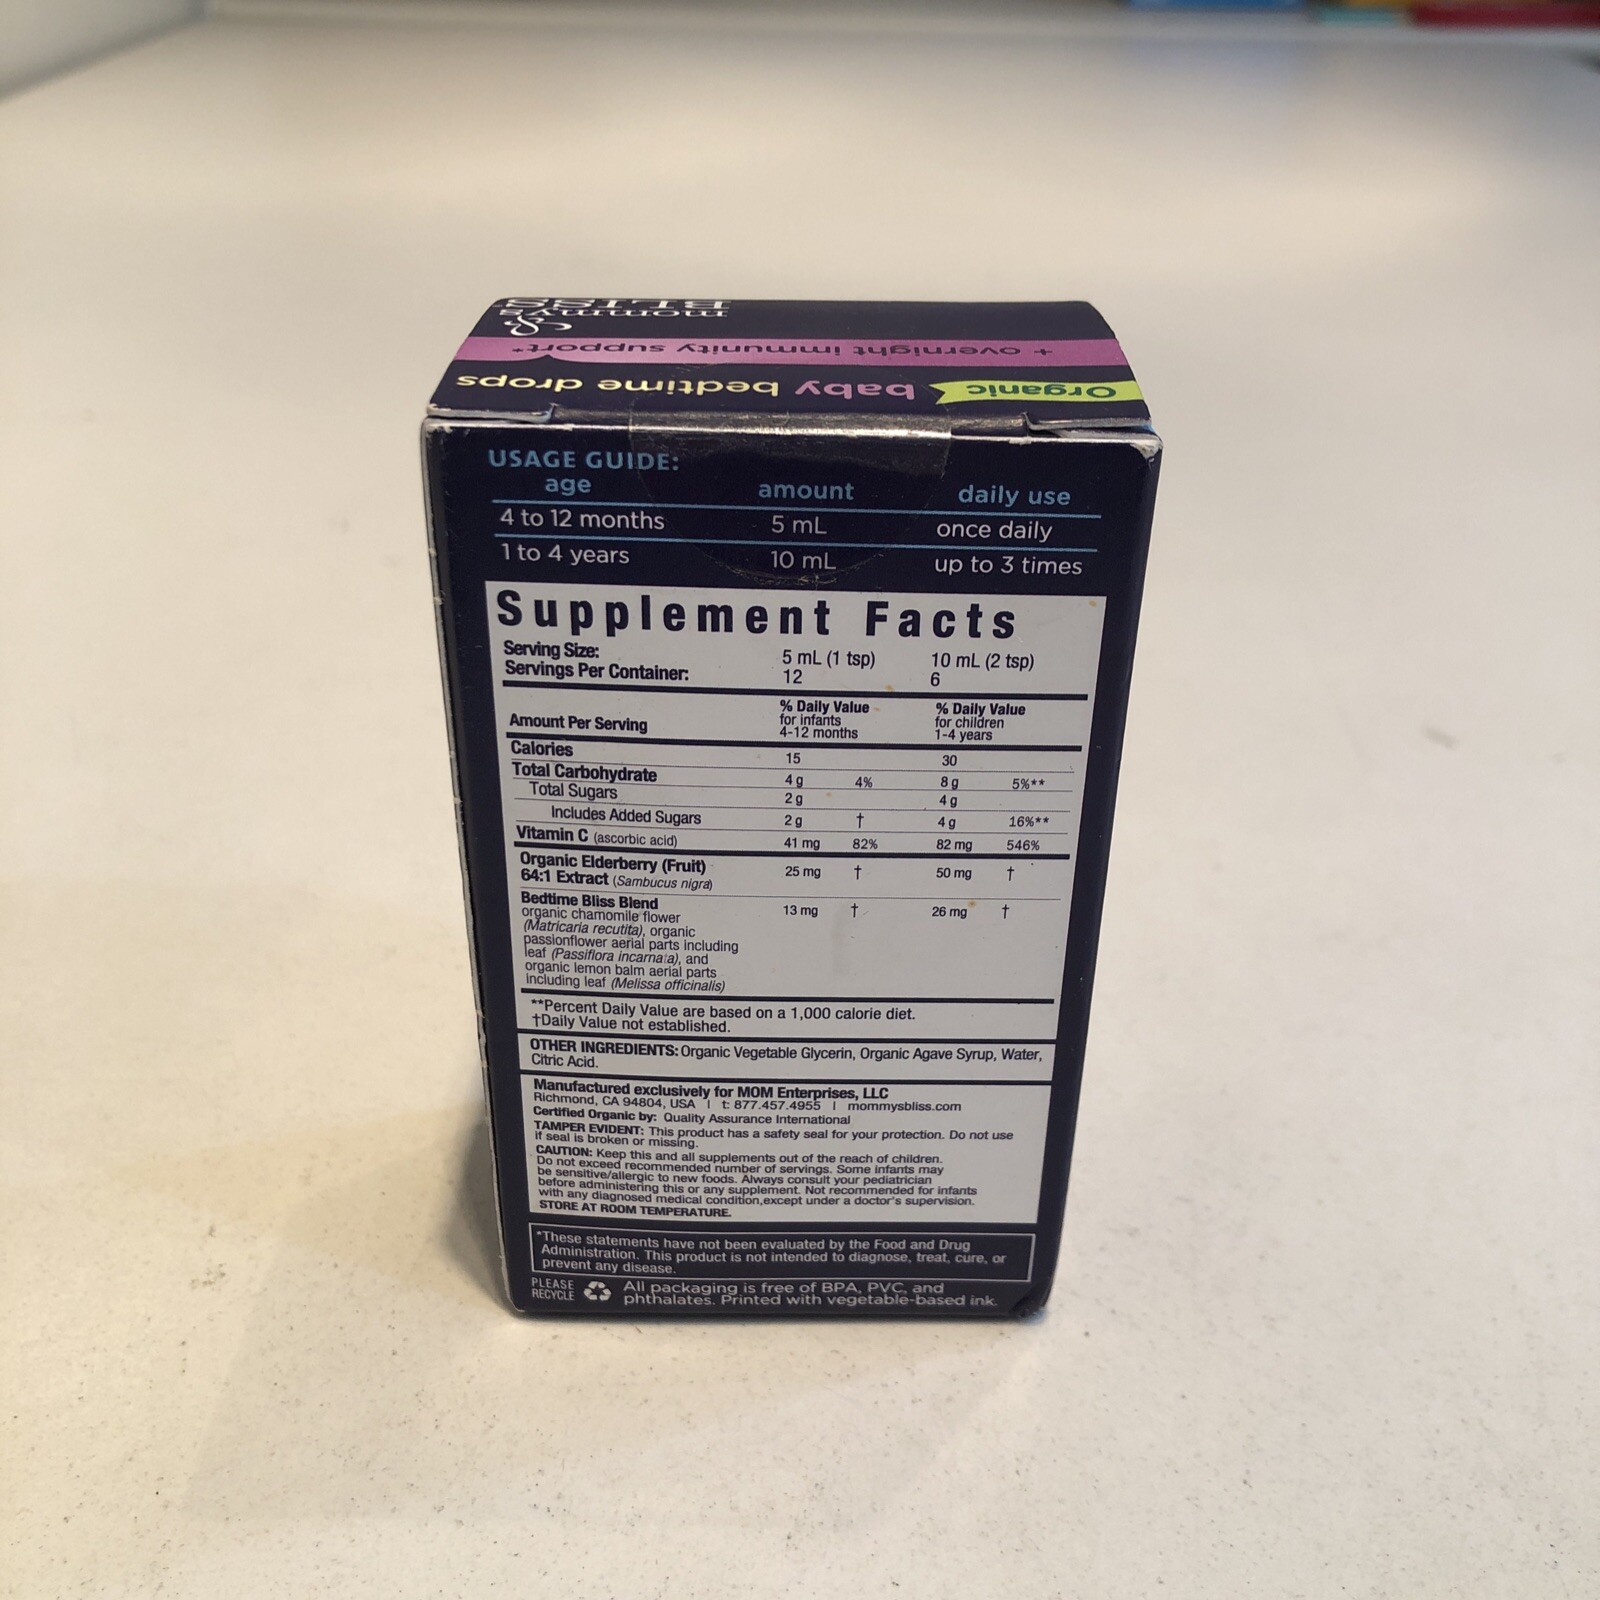 mommy's
BLISS
+ overnight immunity support*
Organic baby bedtime drops
USAGE GUIDE:
age amount daily use
4 to 12 months 5 mL once daily
1 to 4 years 10 mL up to 3 times
Supplement Facts
Serving Size: 5 mL (1 tsp) 10 mL (2 tsp)
Servings Per Container: 12 6
Amount Per Serving % Daily Value for infants 4-12 months % Daily Value for children 1-4 years
Calories 15 30
Total Carbohydrate 4 g 4% 8 g 5%**
Total Sugars 2 g 4 g
Includes Added Sugars 2 g † 4 g 16%**
Vitamin C (ascorbic acid) 41 mg 82% 82 mg 546%
Organic Elderberry (Fruit)
64:1 Extract (Sambucus nigra) 25 mg † 50 mg †
Bedtime Bliss Blend 13 mg † 26 mg †
organic chamomile flower
(Matricaria recutita), organic
passionflower aerial parts including
leaf (Passiflora incarnata), and
organic lemon balm aerial parts
including leaf (Melissa officinalis)
**Percent Daily Value are based on a 1,000 calorie diet.
†Daily Value not established.
OTHER INGREDIENTS: Organic Vegetable Glycerin, Organic Agave Syrup, Water,
Citric Acid.
Manufactured exclusively for MOM Enterprises, LLC
Richmond, CA 94804, USA | t: 877.457.4955 | mommysbliss.com
Certified Organic by: Quality Assurance International
TAMPER EVIDENT: This product has a safety seal for your protection. Do not use
if seal is broken or missing.
CAUTION: Keep this and all supplements out of the reach of children.
Do not exceed recommended number of servings. Some infants may
be sensitive/allergic to new foods. Always consult your pediatrician
before administering this or any supplement. Not recommended for infants
with any diagnosed medical condition,except under a doctor's supervision.
STORE AT ROOM TEMPERATURE.
*These statements have not been evaluated by the Food and Drug
Administration. This product is not intended to diagnose, treat, cure, or
prevent any disease.
PLEASE
RECYCLE
All packaging is free of BPA, PVC, and
phthalates. Printed with vegetable-based ink.